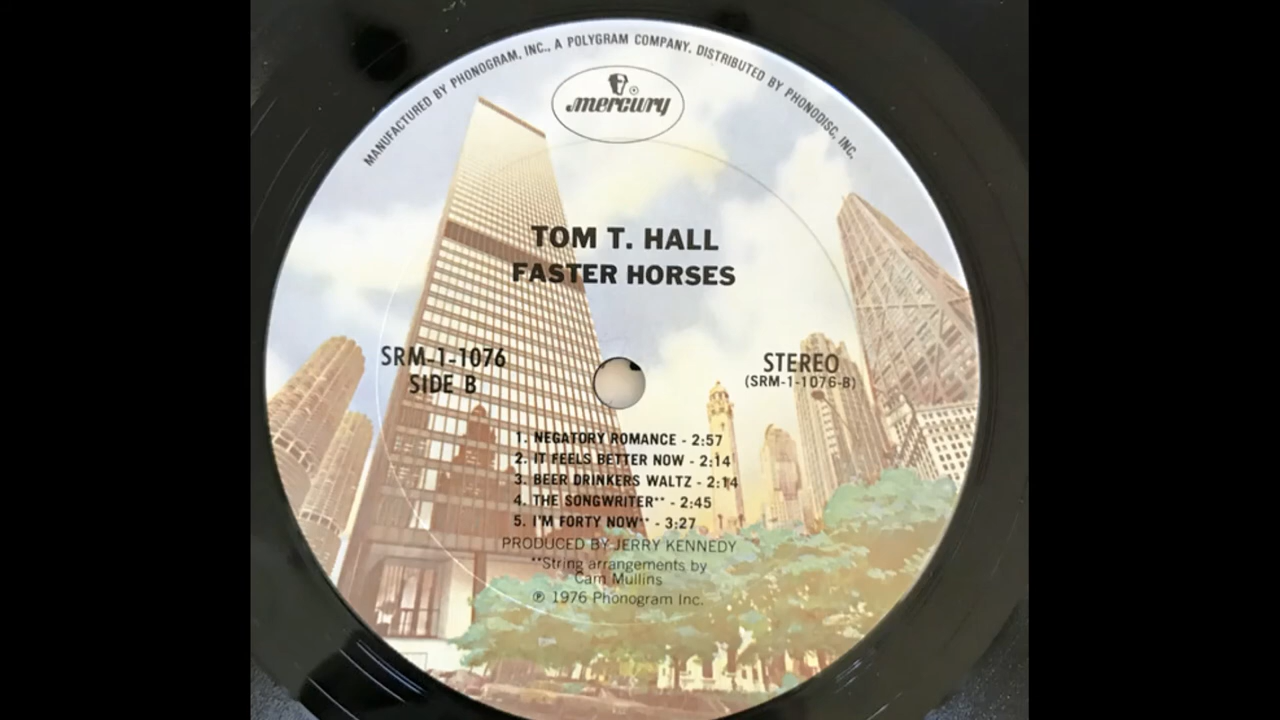 MANUFACTURED BY PHONOGRAM, INC., A POLYGRAM COMPANY. DISTRIBUTED BY PHONODISC, INC.
mercury
TOM T. HALL
FASTER HORSES
SRM-1-1076
SIDE B
STEREO
(SRM-1-1076-B)
1. NEGATORY ROMANCE - 2:57
2. IT FEELS BETTER NOW - 2:14
3. BEER DRINKERS WALTZ - 2:14
4. THE SONGWRITER** - 2:45
5. I'M FORTY NOW** - 3:27
PRODUCED BY JERRY KENNEDY
**String arrangements by
Cam Mullins
℗ 1976 Phonogram Inc.